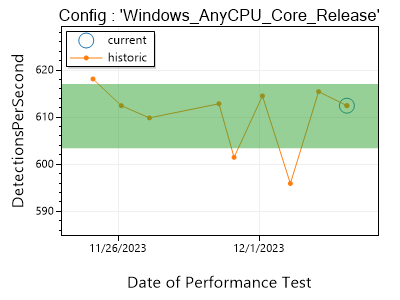 Config : 'Windows_AnyCPU_Core_Release'
current
historic
DetectionsPerSecond
620
610
600
590
11/26/2023
12/1/2023
Date of Performance Test